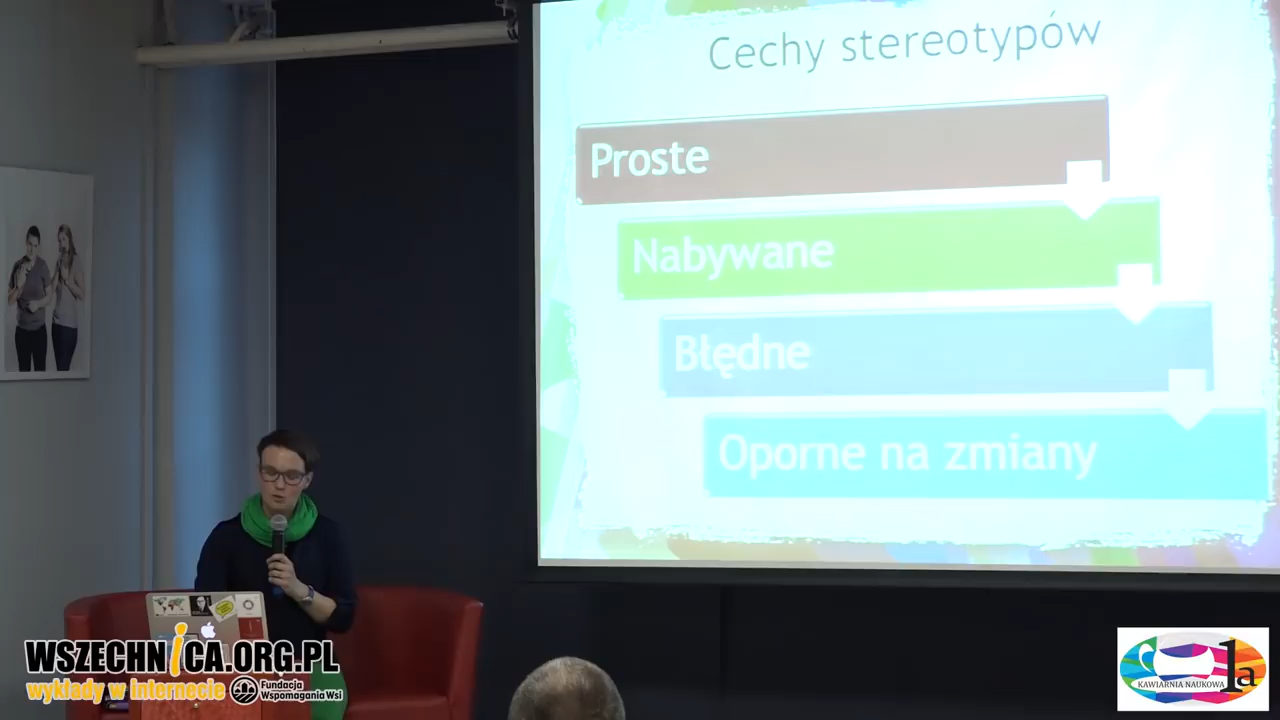 Cechy stereotypów
Proste
Nabywane
Błędne
Oporne na zmiany
WSZECHNICA.ORG.PL
wykłady w internecie
Fundacja
Wspomagania Wsi
KAWIARNIA NAUKOWA
1a